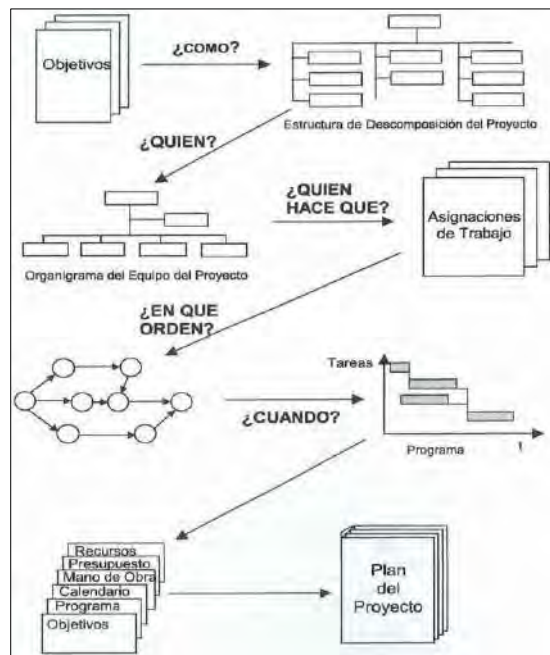 Objetivos
¿COMO?
Estructura de Descomposición del Proyecto
¿QUIEN?
Organigrama del Equipo del Proyecto
¿QUIEN
HACE QUE?
Asignaciones
de Trabajo
¿EN QUE
ORDEN?
¿CUANDO?
Tareas
Programa
t
Recursos
Presupuesto
Mano de Obra
Calendario
Programa
Objetivos
Plan
del
Proyecto